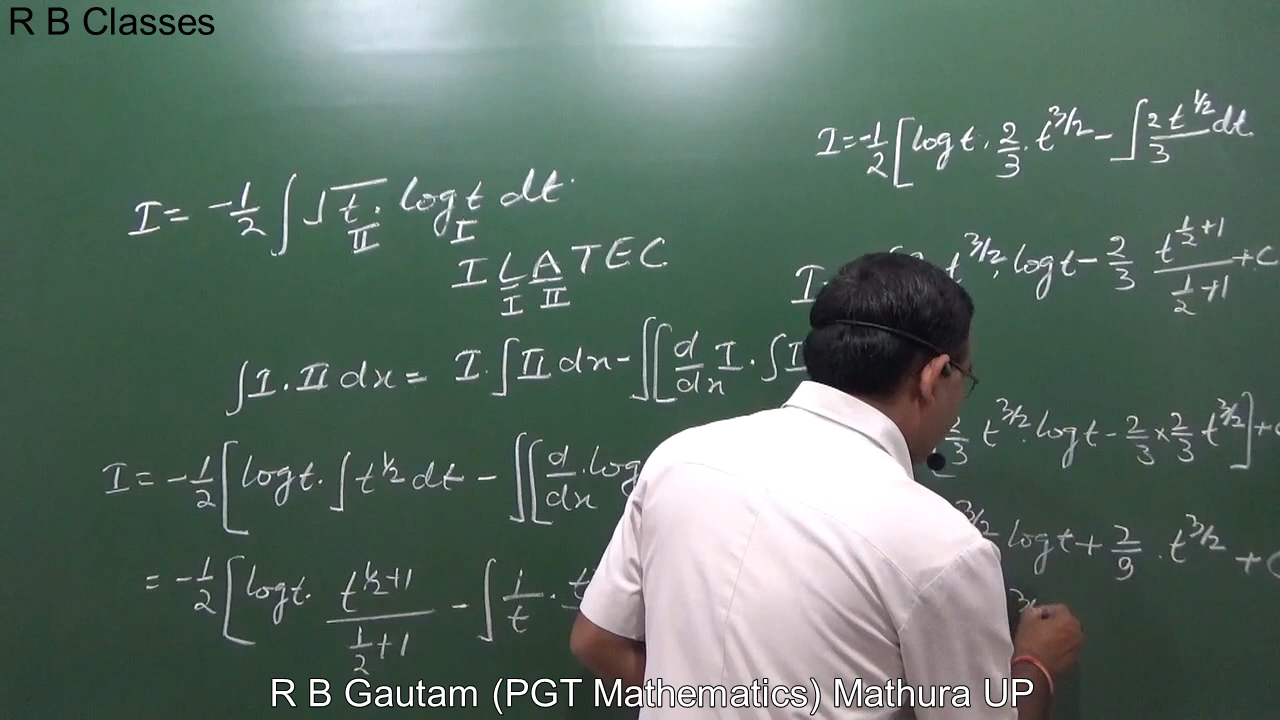 R B Classes
I = -1/2 ∫ √t . log t dt
II I
I L A T E C
I II
∫ I . II dx = I . ∫ II dx - ∫[ d/dx I . ∫ I
I = -1/2 [ log t . ∫ t^1/2 dt - ∫[ d/dx . log
= -1/2 [ log t . t^(1/2+1) / (1/2+1) - ∫ 1/t .
I = -1/2 [ log t . 2/3 . t^3/2 - ∫ 2 t^1/2 / 3 dt
I t^3/2 . log t - 2/3 t^(1/2+1) / (1/2+1) + C
2/3 t^3/2 . log t - 2/3 × 2/3 t^3/2 ] + C
3/2 log t + 2/9 . t^3/2 + C
R B Gautam (PGT Mathematics) Mathura UP